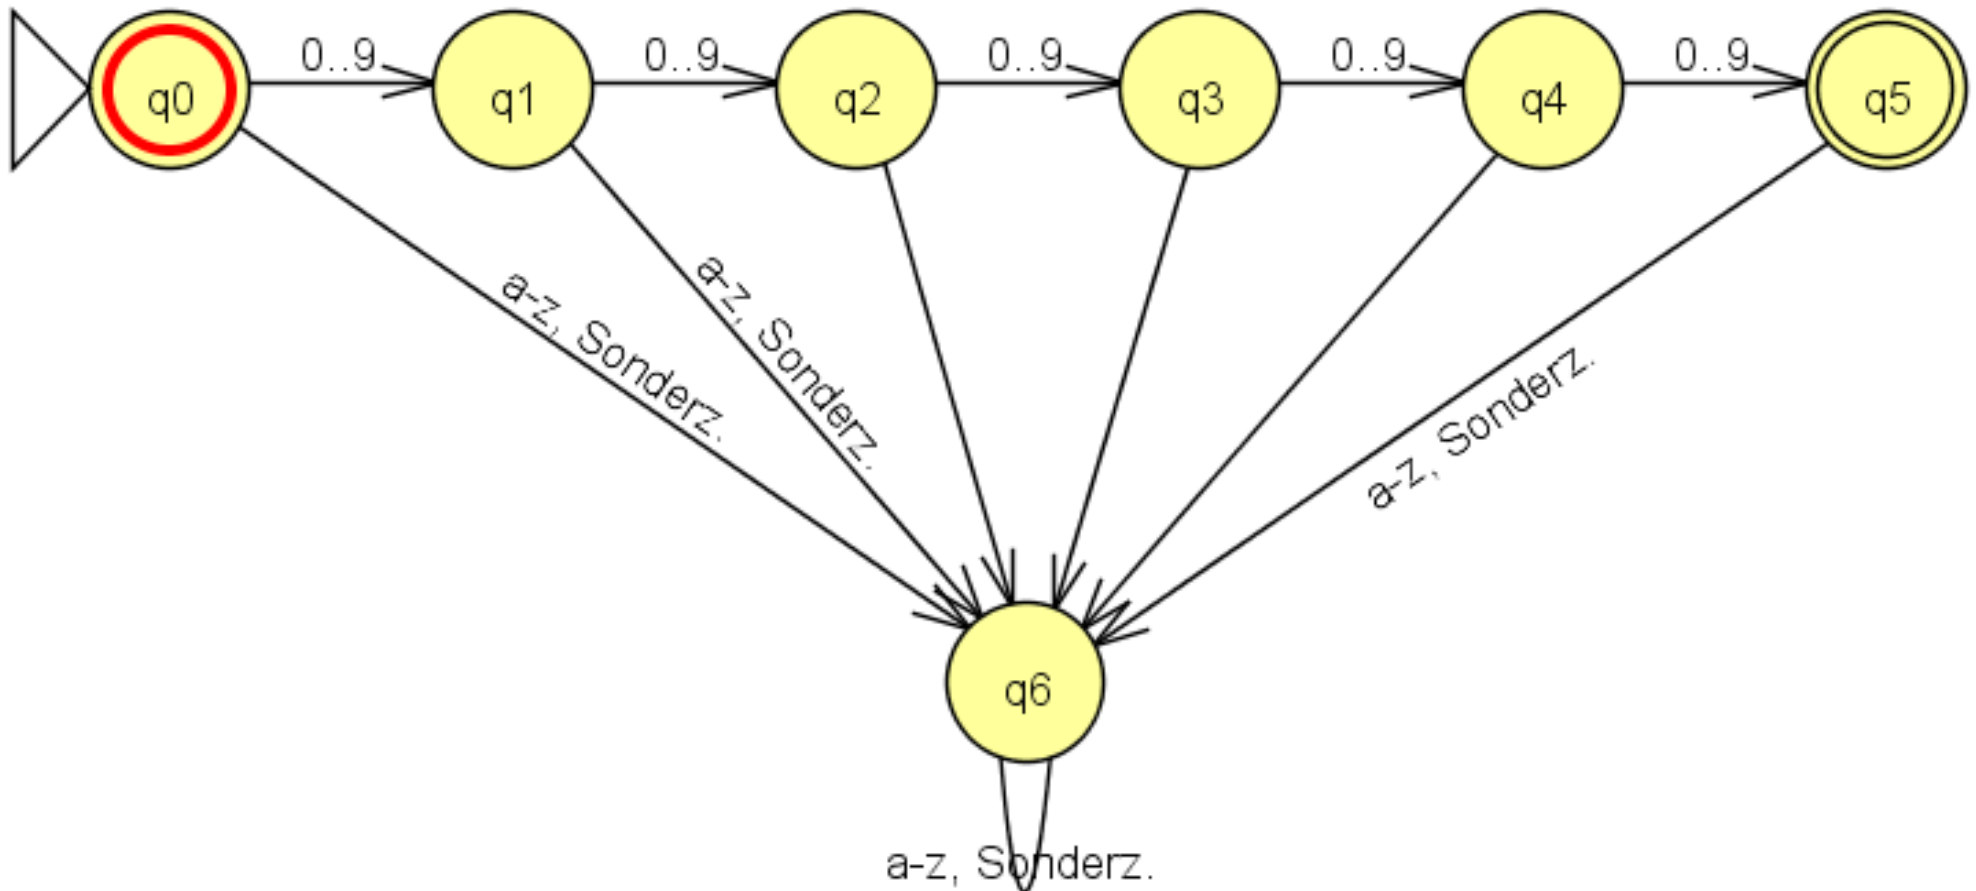 0..9 0..9 0..9 0..9 0..9
q0 q1 q2 q3 q4 q5
a-z, Sonderz.
a-z, Sonderz.
a-z, Sonderz.
q6
a-z, Sonderz.